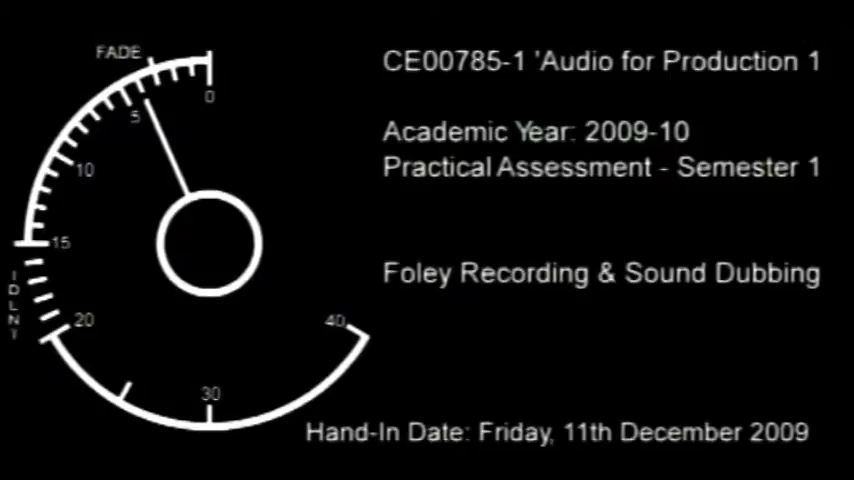 FADE
0
5
10
15
IDLNI
20
30
40
CE00785-1 'Audio for Production 1
Academic Year: 2009-10
Practical Assessment - Semester 1
Foley Recording & Sound Dubbing
Hand-In Date: Friday, 11th December 2009